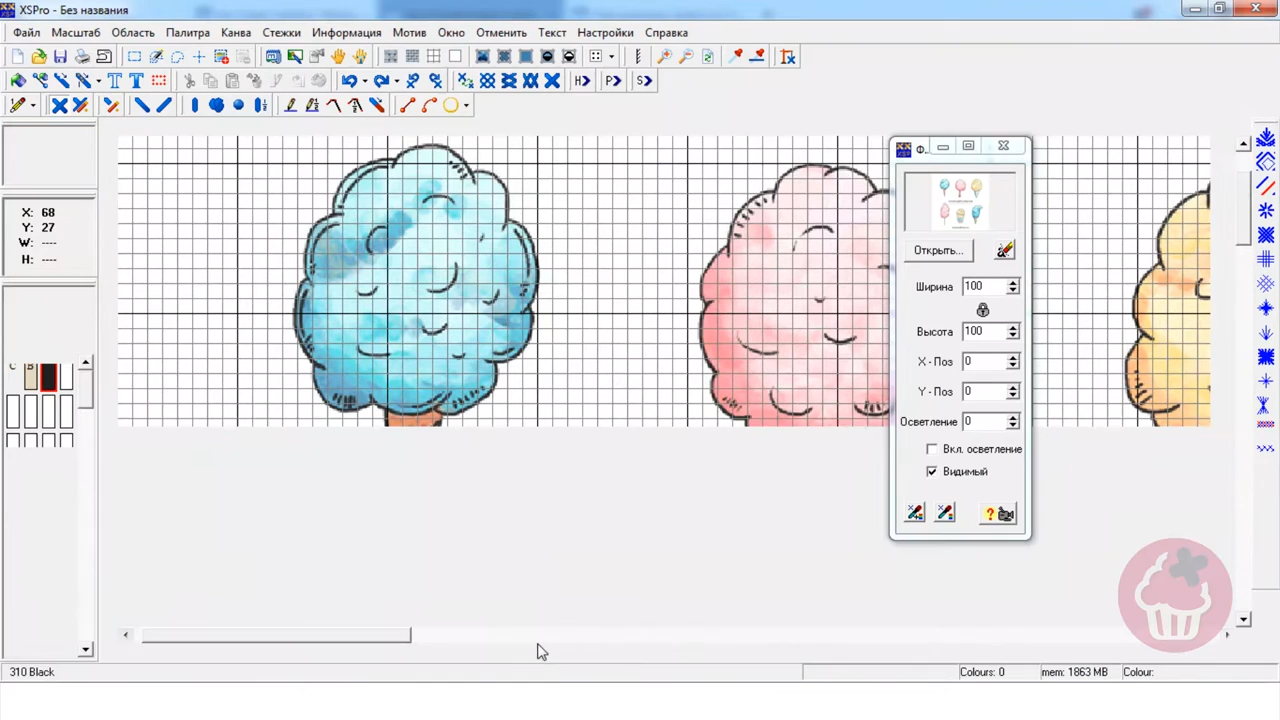 XSPro - Без названия
Файл Масштаб Область Палитра Канва Стежки Информация Мотив Окно Отменить Текст Настройки Справка
H> P> S>
X: 68
Y: 27
W: ----
H: ----
C B
Ф..
Открыть...
Ширина 100
Высота 100
X - Поз 0
Y - Поз 0
Осветление 0
Вкл. осветление
Видимый
310 Black
Colours: 0 mem: 1863 MB Colour: